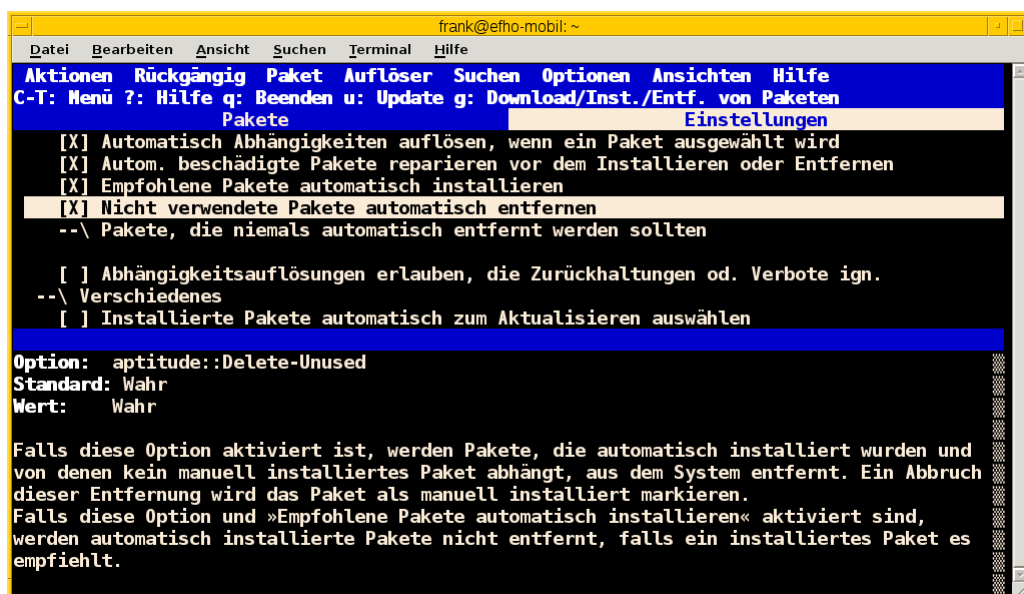 frank@efho-mobil: ~
Datei Bearbeiten Ansicht Suchen Terminal Hilfe
Aktionen Rückgängig Paket Auflöser Suchen Optionen Ansichten Hilfe
C-T: Menü ?: Hilfe q: Beenden u: Update g: Download/Inst./Entf. von Paketen
Pakete Einstellungen
[X] Automatisch Abhängigkeiten auflösen, wenn ein Paket ausgewählt wird
[X] Autom. beschädigte Pakete reparieren vor dem Installieren oder Entfernen
[X] Empfohlene Pakete automatisch installieren
[X] Nicht verwendete Pakete automatisch entfernen
--\ Pakete, die niemals automatisch entfernt werden sollten
[ ] Abhängigkeitsauflösungen erlauben, die Zurückhaltungen od. Verbote ign.
--\ Verschiedenes
[ ] Installierte Pakete automatisch zum Aktualisieren auswählen
Option: aptitude::Delete-Unused
Standard: Wahr
Wert: Wahr
Falls diese Option aktiviert ist, werden Pakete, die automatisch installiert wurden und
von denen kein manuell installiertes Paket abhängt, aus dem System entfernt. Ein Abbruch
dieser Entfernung wird das Paket als manuell installiert markieren.
Falls diese Option und »Empfohlene Pakete automatisch installieren« aktiviert sind,
werden automatisch installierte Pakete nicht entfernt, falls ein installiertes Paket es
empfiehlt.